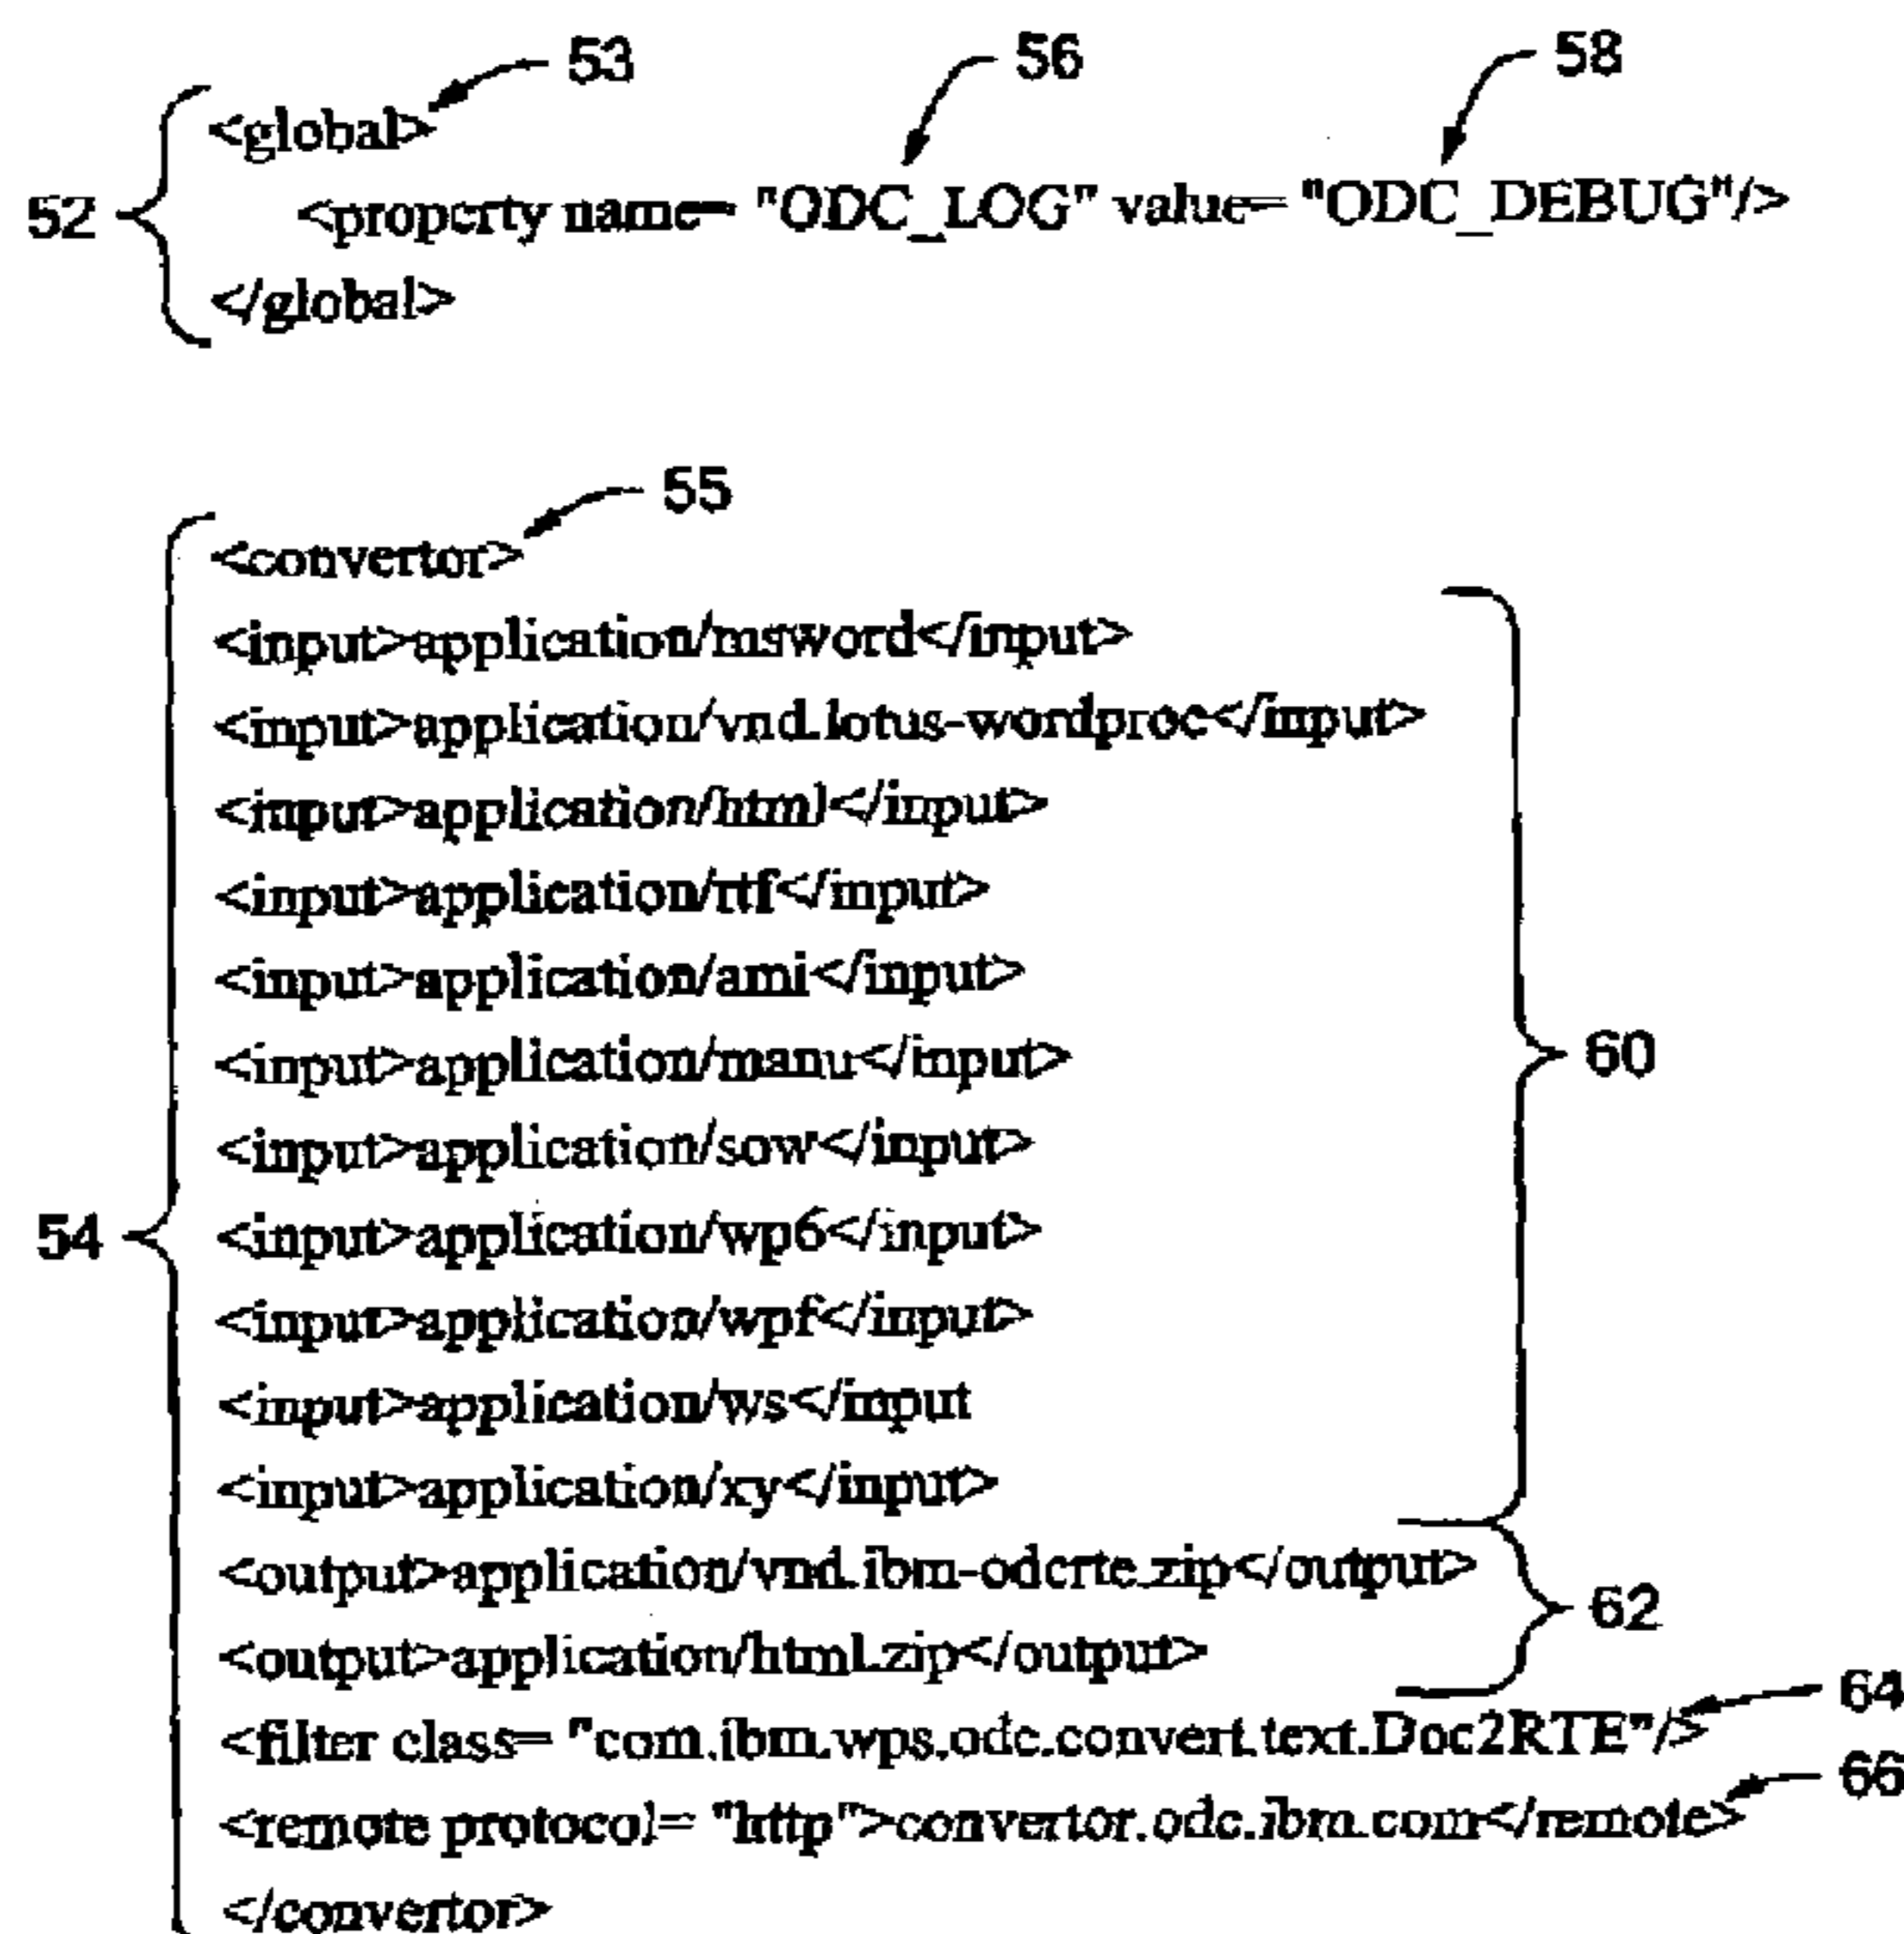 53 56 58
<global>
52 <property name= "ODC_LOG" value= "ODC_DEBUG"/>
</global>
55
<convertor>
<input>application/msword</input>
<input>application/vnd.lotus-wordproc</input>
<input>application/html</input>
<input>application/rtf</input>
<input>application/ami</input>
<input>application/manu</input> 60
<input>application/sow</input>
54 <input>application/wp6</input>
<input>application/wpf</input>
<input>application/ws</input
<input>application/xy</input>
<output>application/vnd.ibm-odcrte.zip</output>
62
<output>application/html.zip</output>
64
<filter class= "com.ibm.wps.odc.convert.text.Doc2RTE"/>
66
<remote protocol= "http">convertor.odc.ibm.com</remote>
</convertor>